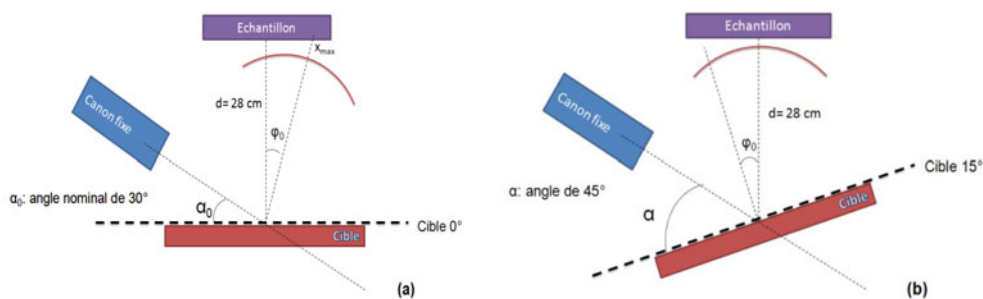 Echantillon
x_max
Canon fixe
d= 28 cm
φ₀
α₀: angle nominal de 30°
α₀
Cible 0°
Cible
(a)
Echantillon
Canon fixe
d= 28 cm
φ₀
Cible 15°
α: angle de 45°
α
Cible
(b)